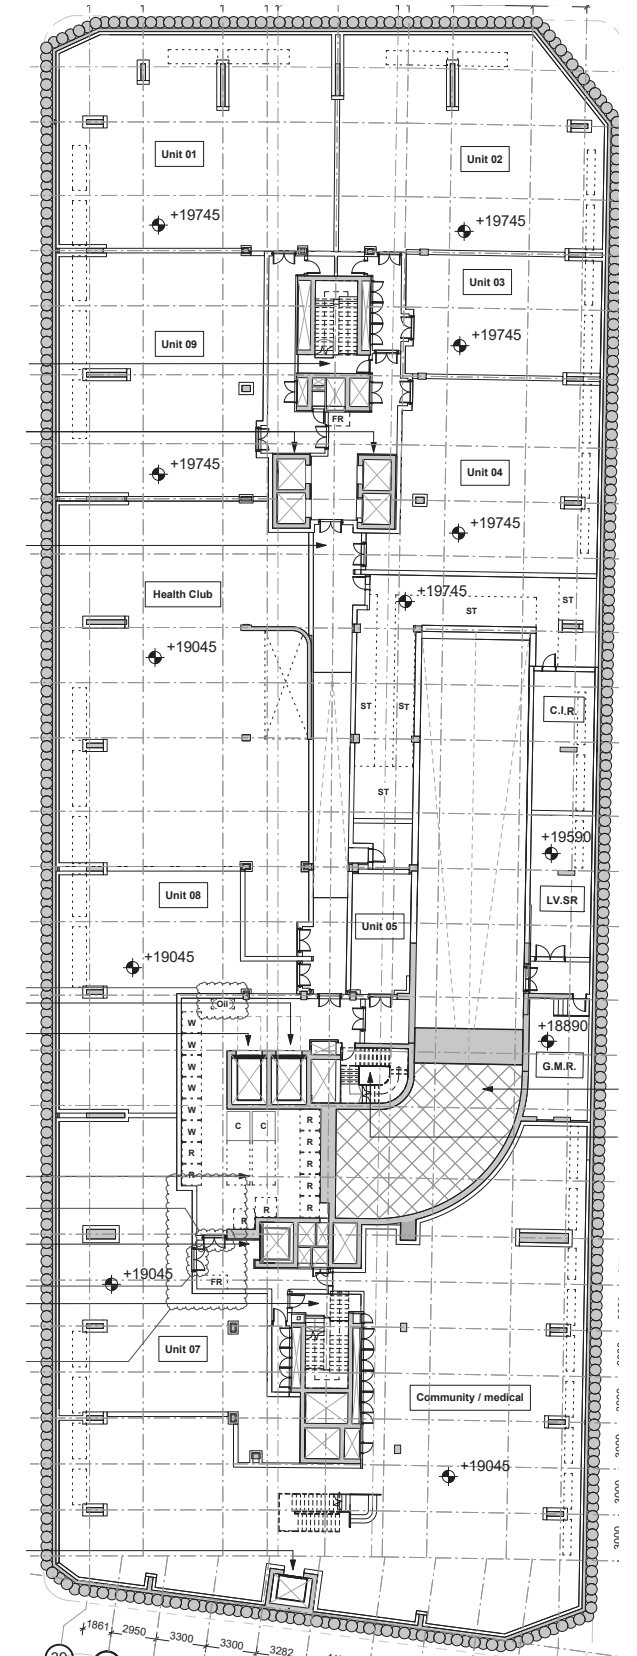 Unit 01
Unit 02
+19745
+19745
Unit 03
Unit 09
+19745
FR
Unit 04
+19745
+19745
Health Club
+19745
ST
ST
+19045
C.I.R.
ST
ST
ST
+19590
Unit 08
LV.SR
Unit 05
+19045
Oil
W
W
+18890
W
W
G.M.R.
W
W
C
C
R
R
R
R
R
R
R
R
R
+19045
FR
Unit 07
Community / medical
+19045
3000
3000
3000
1861
2950
3300
3300
3282